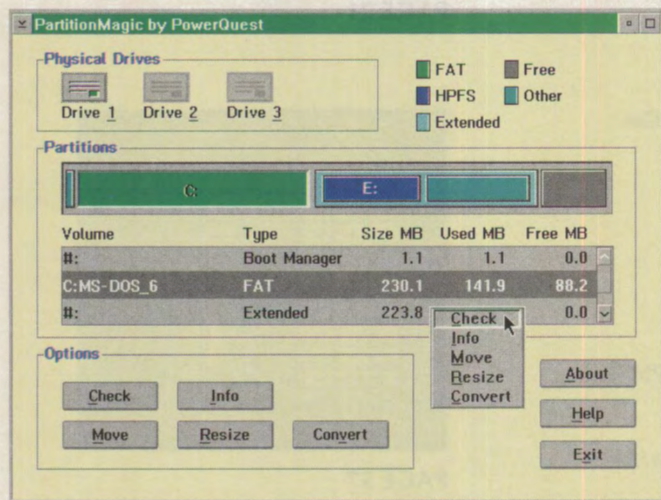 PartitionMagic by PowerQuest
Physical Drives
Drive 1 Drive 2 Drive 3
FAT Free
HPFS Other
Extended
Partitions
C: E:
Volume Type Size MB Used MB Free MB
#: Boot Manager 1.1 1.1 0.0
C:MS-DOS_6 FAT 230.1 141.9 88.2
#: Extended 223.8 0.0
Check
Info
Move
Resize
Convert
Options
Check Info
Move Resize Convert
About
Help
Exit